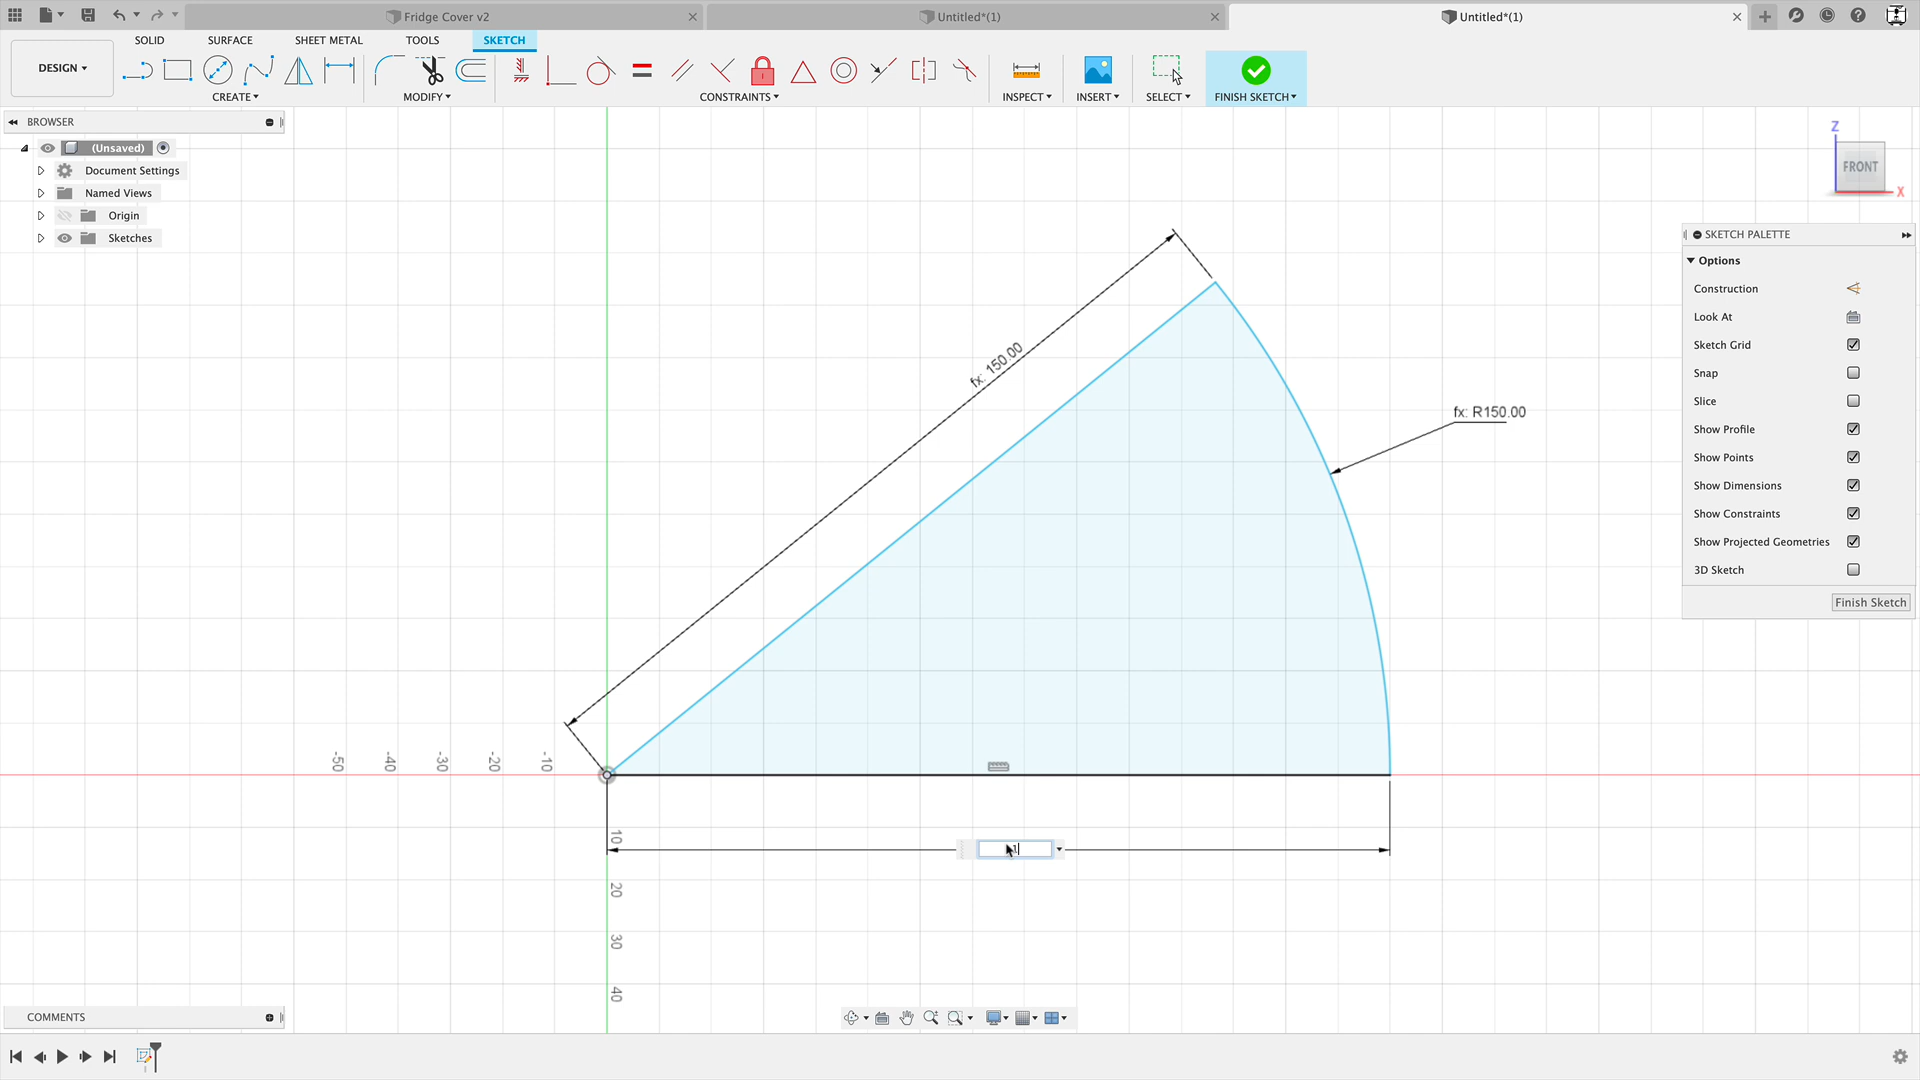 Fridge Cover v2
Untitled*(1)
Untitled*(1)
SOLID
SURFACE
SHEET METAL
TOOLS
SKETCH
DESIGN
CREATE
MODIFY
CONSTRAINTS
INSPECT
INSERT
SELECT
FINISH SKETCH
BROWSER
(Unsaved)
Document Settings
Named Views
Origin
Sketches
Z
FRONT
X
SKETCH PALETTE
Options
Construction
Look At
Sketch Grid
Snap
Slice
Show Profile
Show Points
Show Dimensions
Show Constraints
Show Projected Geometries
3D Sketch
Finish Sketch
fx: 150.00
fx: R150.00
-50
-40
-30
-20
-10
10
20
30
40
1
COMMENTS